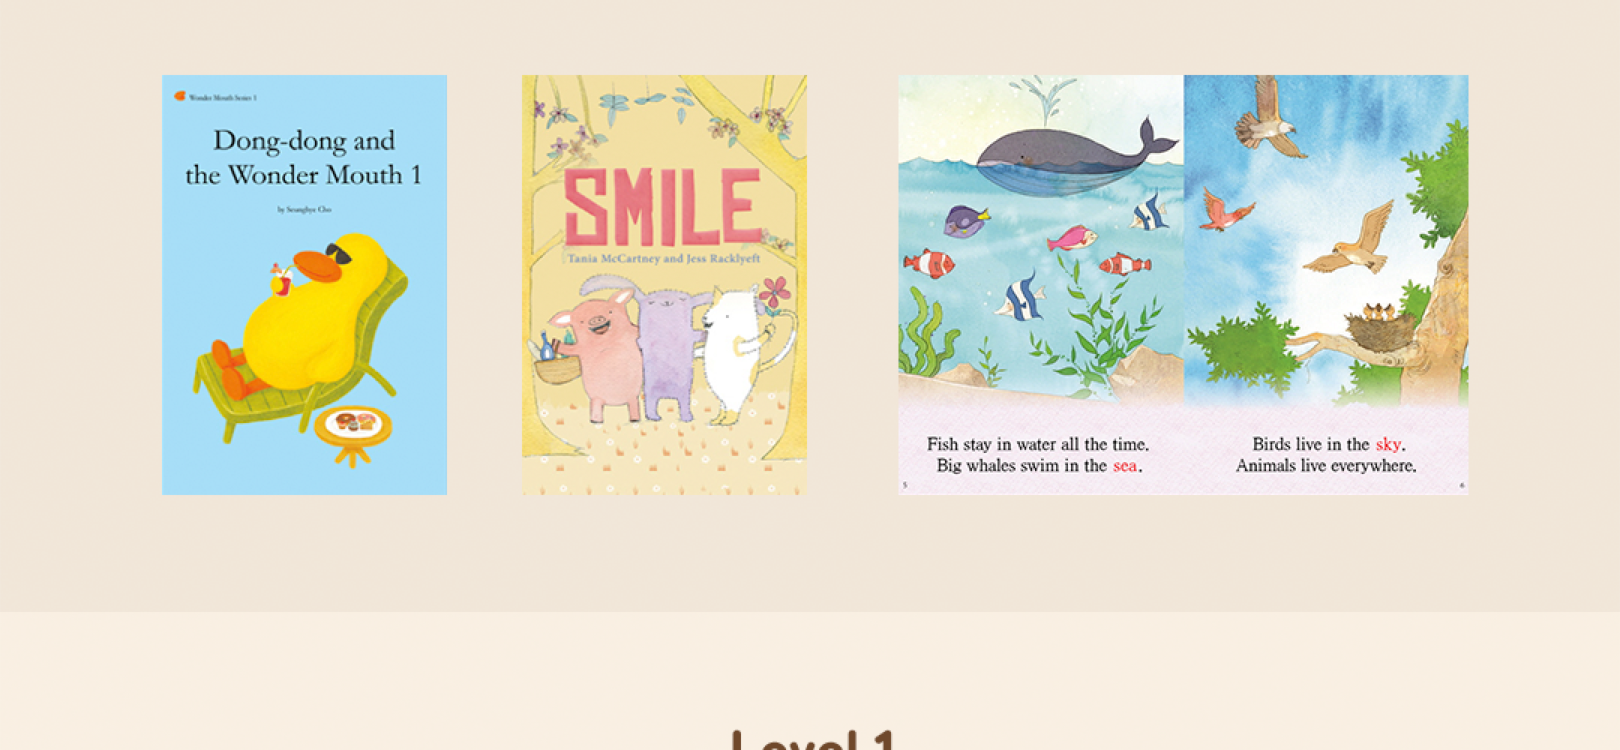 Wonder Mouth Series 1
Dong-dong and
the Wonder Mouth 1
by Seunghye Cho
SMILE
Tania McCartney and Jess Racklyeft
Fish stay in water all the time.
Big whales swim in the sea.
5
Birds live in the sky.
Animals live everywhere.
6
Level 1